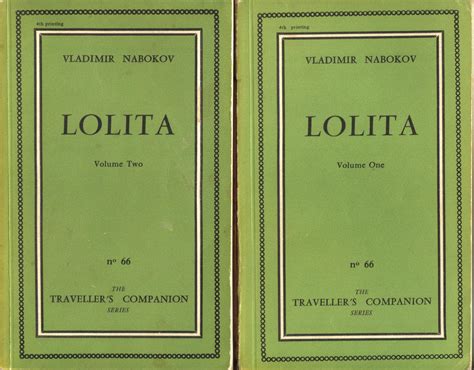 4th printing
VLADIMIR NABOKOV
LOLITA
Volume Two
nº 66
THE
TRAVELLER'S COMPANION
SERIES
4th printing
VLADIMIR NABOKOV
LOLITA
Volume One
nº 66
THE
TRAVELLER'S COMPANION
SERIES